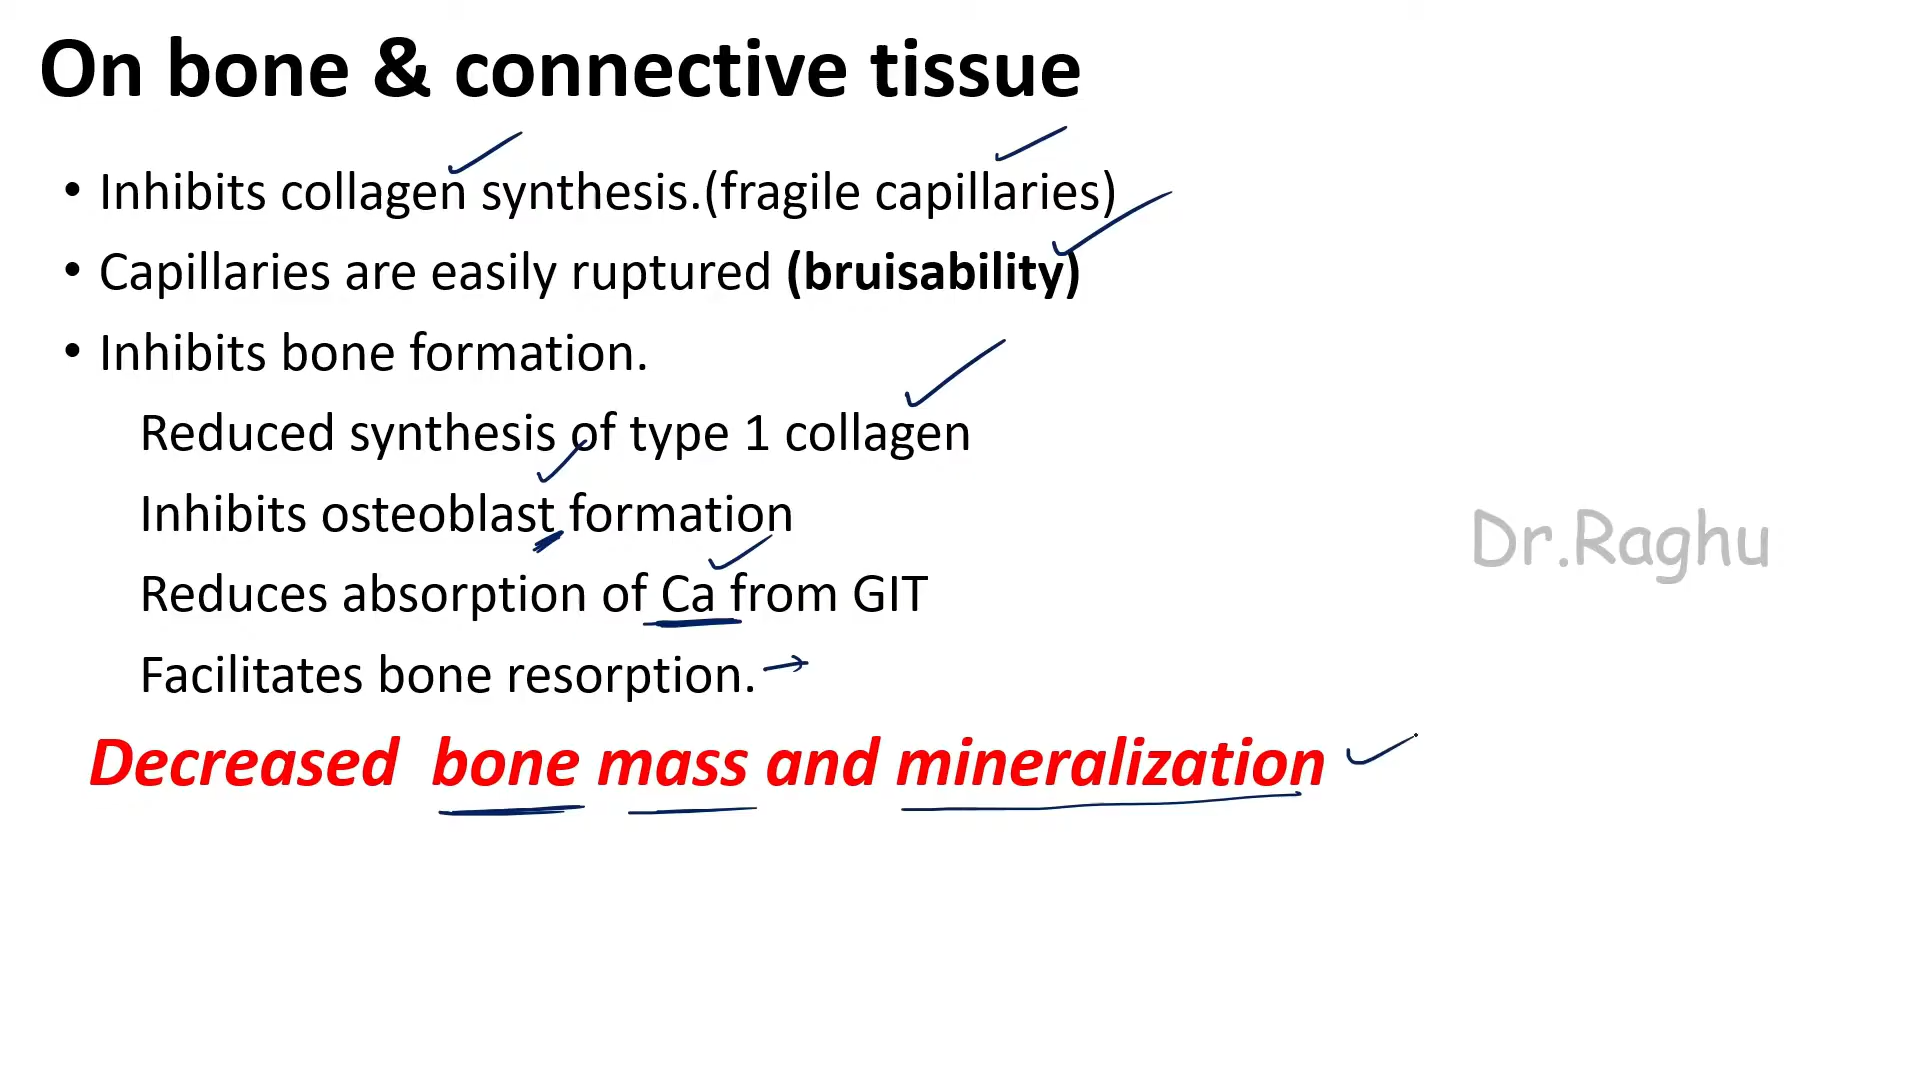 On bone & connective tissue
• Inhibits collagen synthesis.(fragile capillaries)
• Capillaries are easily ruptured (bruisability)
• Inhibits bone formation.
Reduced synthesis of type 1 collagen
Inhibits osteoblast formation
Reduces absorption of Ca from GIT
Facilitates bone resorption.
Decreased bone mass and mineralization
Dr.Raghu